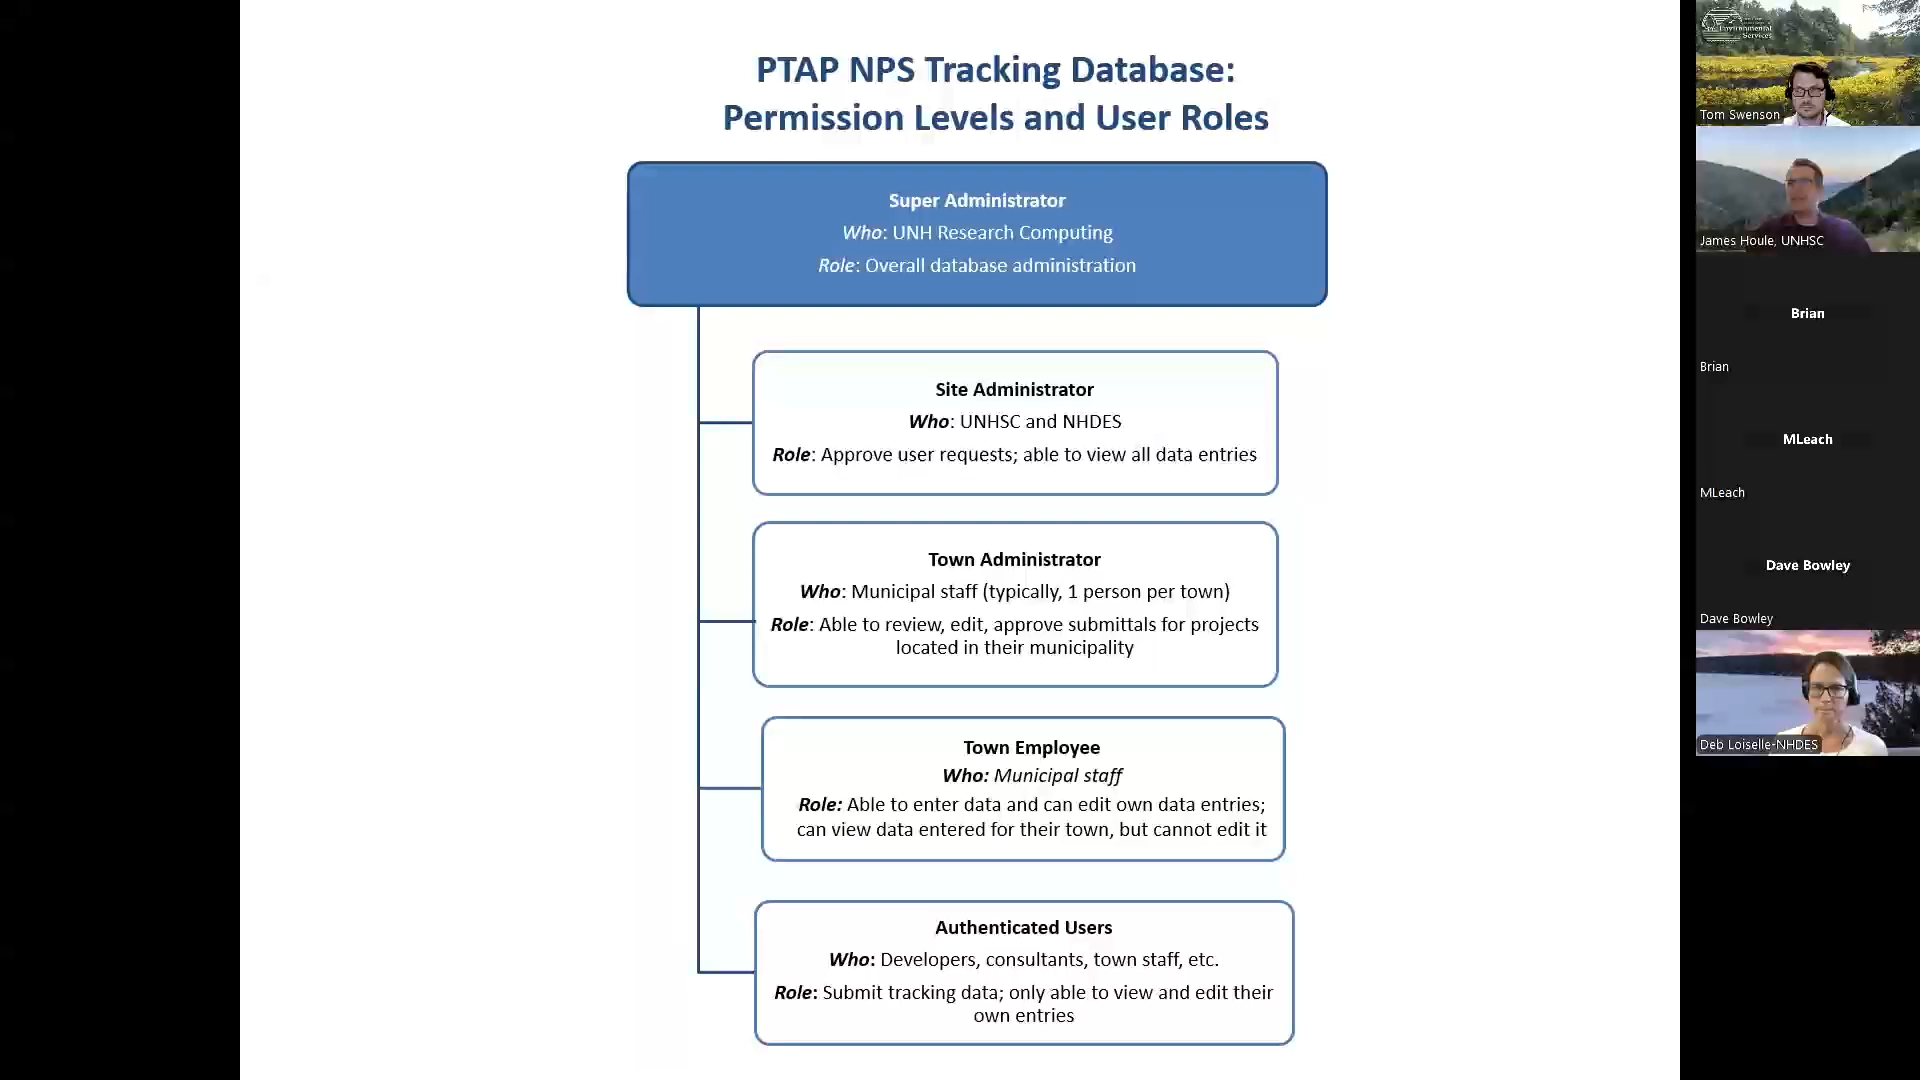 PTAP NPS Tracking Database:
Permission Levels and User Roles
Super Administrator
Who: UNH Research Computing
Role: Overall database administration
Site Administrator
Who: UNHSC and NHDES
Role: Approve user requests; able to view all data entries
Town Administrator
Who: Municipal staff (typically, 1 person per town)
Role: Able to review, edit, approve submittals for projects
located in their municipality
Town Employee
Who: Municipal staff
Role: Able to enter data and can edit own data entries;
can view data entered for their town, but cannot edit it
Authenticated Users
Who: Developers, consultants, town staff, etc.
Role: Submit tracking data; only able to view and edit their
own entries
Environmental
Services
Tom Swenson
James Houle, UNHSC
Brian
Brian
MLeach
MLeach
Dave Bowley
Dave Bowley
Deb Loiselle-NHDES